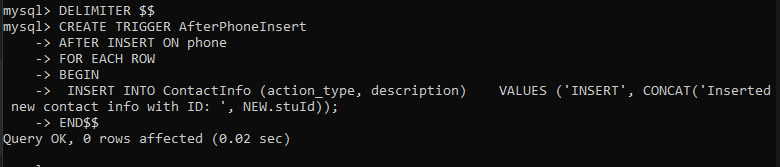 mysql> DELIMITER $$
mysql> CREATE TRIGGER AfterPhoneInsert
    -> AFTER INSERT ON phone
    -> FOR EACH ROW
    -> BEGIN
    ->  INSERT INTO ContactInfo (action_type, description)    VALUES ('INSERT', CONCAT('Inserted
 new contact info with ID: ', NEW.stuId));
    -> END$$
Query OK, 0 rows affected (0.02 sec)